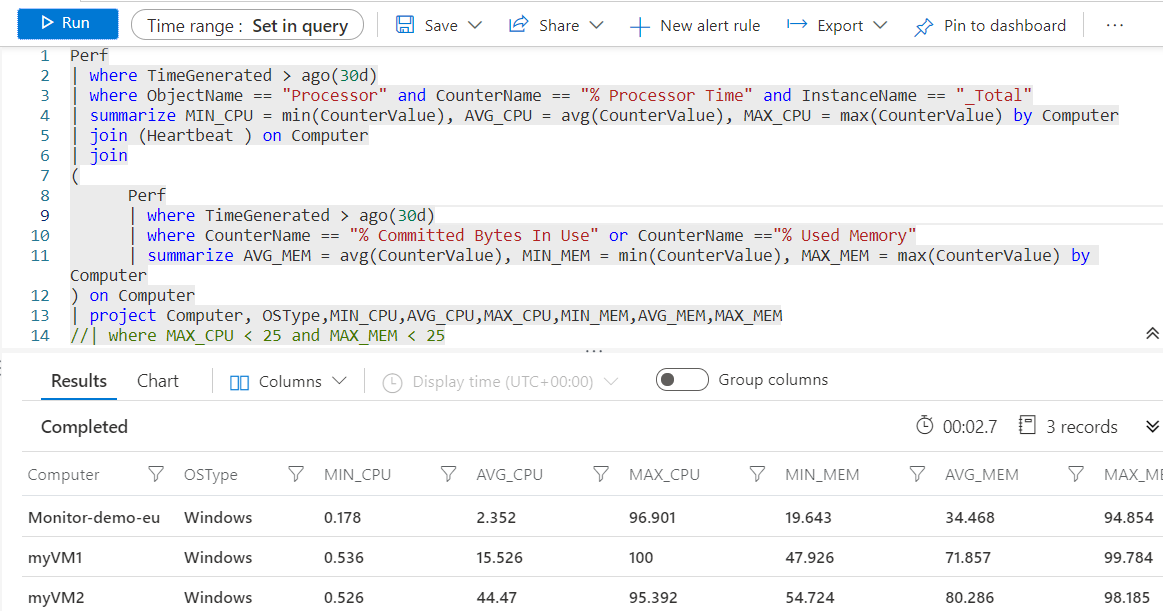 Run Time range : Set in query Save Share New alert rule Export Pin to dashboard ...
1 Perf
2 | where TimeGenerated > ago(30d)
3 | where ObjectName == "Processor" and CounterName == "% Processor Time" and InstanceName == "_Total"
4 | summarize MIN_CPU = min(CounterValue), AVG_CPU = avg(CounterValue), MAX_CPU = max(CounterValue) by Computer
5 | join (Heartbeat ) on Computer
6 | join
7 (
8 Perf
9 | where TimeGenerated > ago(30d)
10 | where CounterName == "% Committed Bytes In Use" or CounterName =="% Used Memory"
11 | summarize AVG_MEM = avg(CounterValue), MIN_MEM = min(CounterValue), MAX_MEM = max(CounterValue) by
Computer
12 ) on Computer
13 | project Computer, OSType,MIN_CPU,AVG_CPU,MAX_CPU,MIN_MEM,AVG_MEM,MAX_MEM
14 //| where MAX_CPU < 25 and MAX_MEM < 25
Results Chart Columns Display time (UTC+00:00) Group columns
Completed 00:02.7 3 records
Computer OSType MIN_CPU AVG_CPU MAX_CPU MIN_MEM AVG_MEM MAX_ME
Monitor-demo-eu Windows 0.178 2.352 96.901 19.643 34.468 94.854
myVM1 Windows 0.536 15.526 100 47.926 71.857 99.784
myVM2 Windows 0.526 44.47 95.392 54.724 80.286 98.185